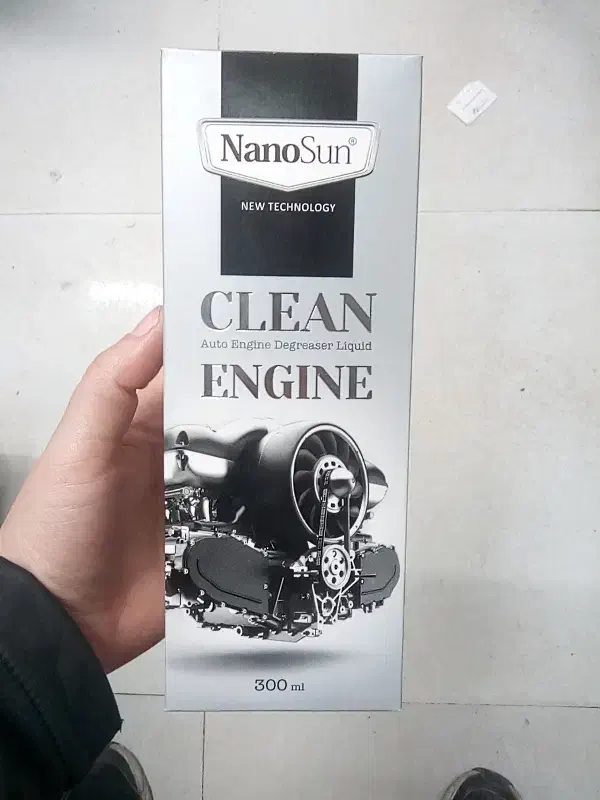 NanoSun®
NEW TECHNOLOGY
CLEAN
Auto Engine Degreaser Liquid
ENGINE
300 ml